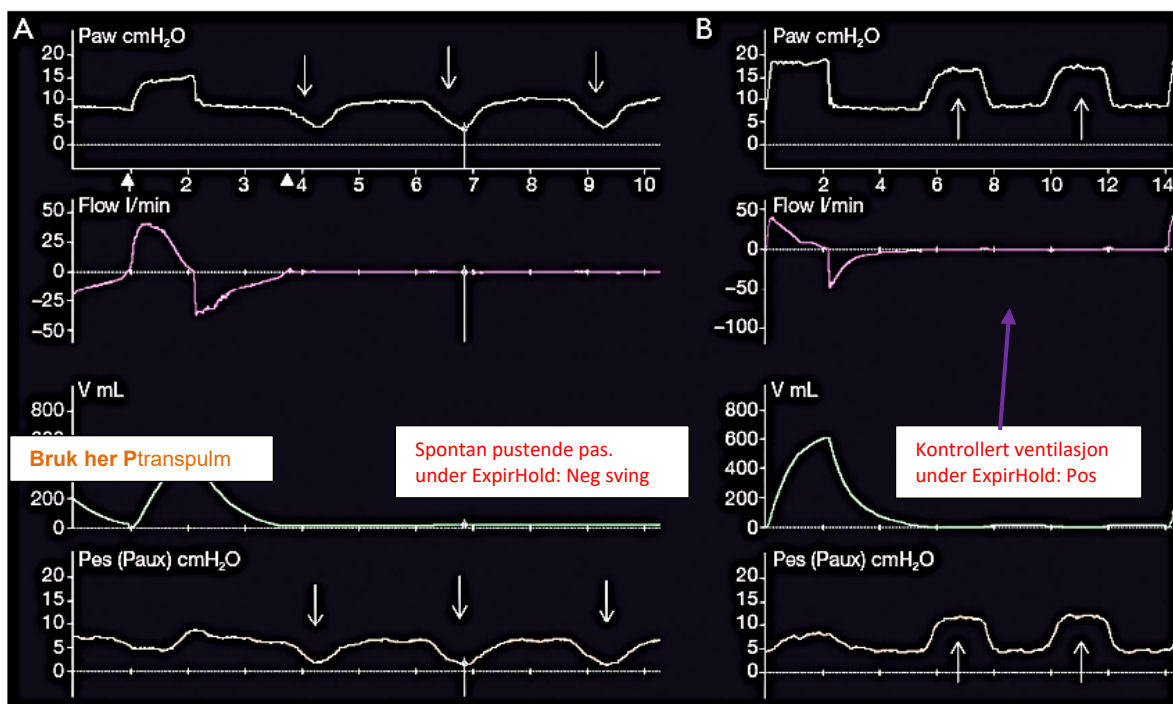 A
Paw cmH₂O
20
15
10
5
0
2 3 4 5 6 7 8 9 10
Flow l/min
50
25
0
−25
−50
V mL
800
Bruk her Ptranspulm
200
0
Spontan pustende pas.
under ExpirHold: Neg sving
Pes (Paux) cmH₂O
20
15
10
5
0
B
Paw cmH₂O
20
15
10
5
0
2 4 6 8 10 12 14
Flow l/min
50
0
−50
−100
V mL
800
600
400
200
0
Kontrollert ventilasjon
under ExpirHold: Pos
Pes (Paux) cmH₂O
20
15
10
5
0